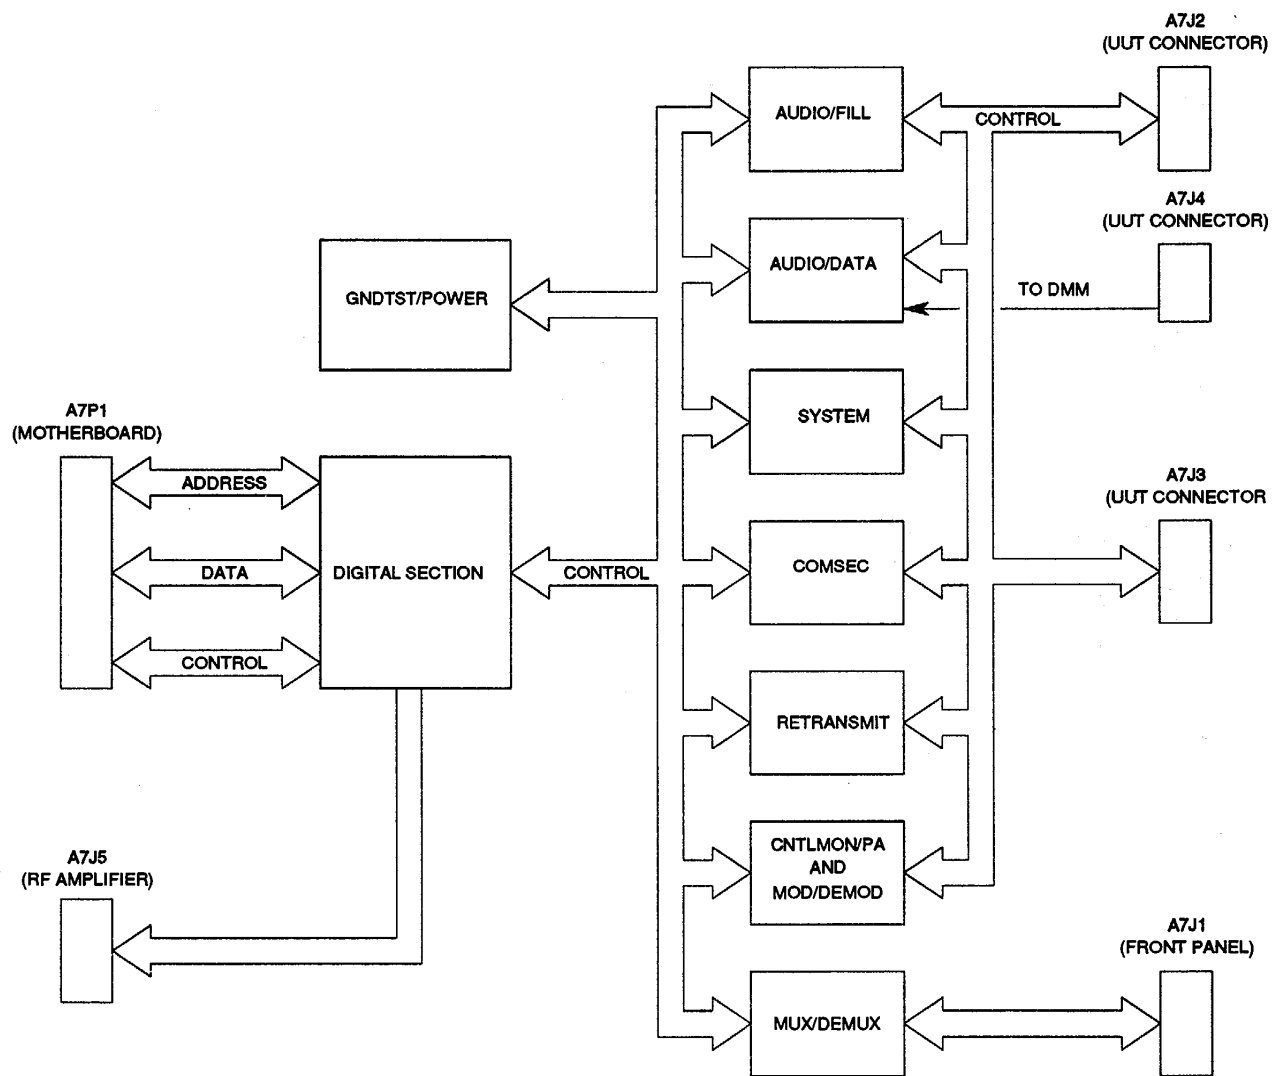 A7J2
(UUT CONNECTOR)
AUDIO/FILL
CONTROL
A7J4
(UUT CONNECTOR)
AUDIO/DATA
TO DMM
GNDTST/POWER
SYSTEM
A7P1
(MOTHERBOARD)
ADDRESS
DATA
CONTROL
DIGITAL SECTION
CONTROL
A7J3
(UUT CONNECTOR
COMSEC
RETRANSMIT
CNTLMON/PA
AND
MOD/DEMOD
A7J5
(RF AMPLIFIER)
A7J1
(FRONT PANEL)
MUX/DEMUX